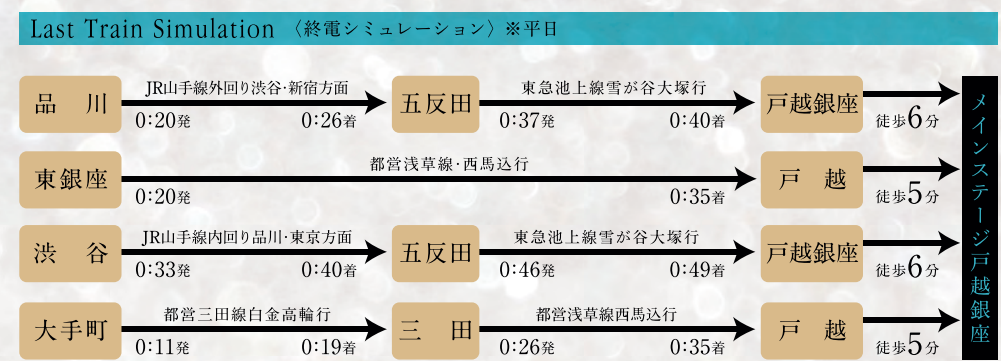 Last Train Simulation 〈終電シミュレーション〉※平日
品川 JR山手線外回り渋谷・新宿方面 五反田 東急池上線雪が谷大塚行 戸越銀座
0:20発 0:26着 0:37発 0:40着 徒歩6分
東銀座 都営浅草線・西馬込行 戸越
0:20発 0:35着 徒歩5分
渋谷 JR山手線内回り品川・東京方面 五反田 東急池上線雪が谷大塚行 戸越銀座
0:33発 0:40着 0:46発 0:49着 徒歩6分
大手町 都営三田線白金高輪行 三田 都営浅草線西馬込行 戸越
0:11発 0:19着 0:26発 0:35着 徒歩5分
メインステージ戸越銀座